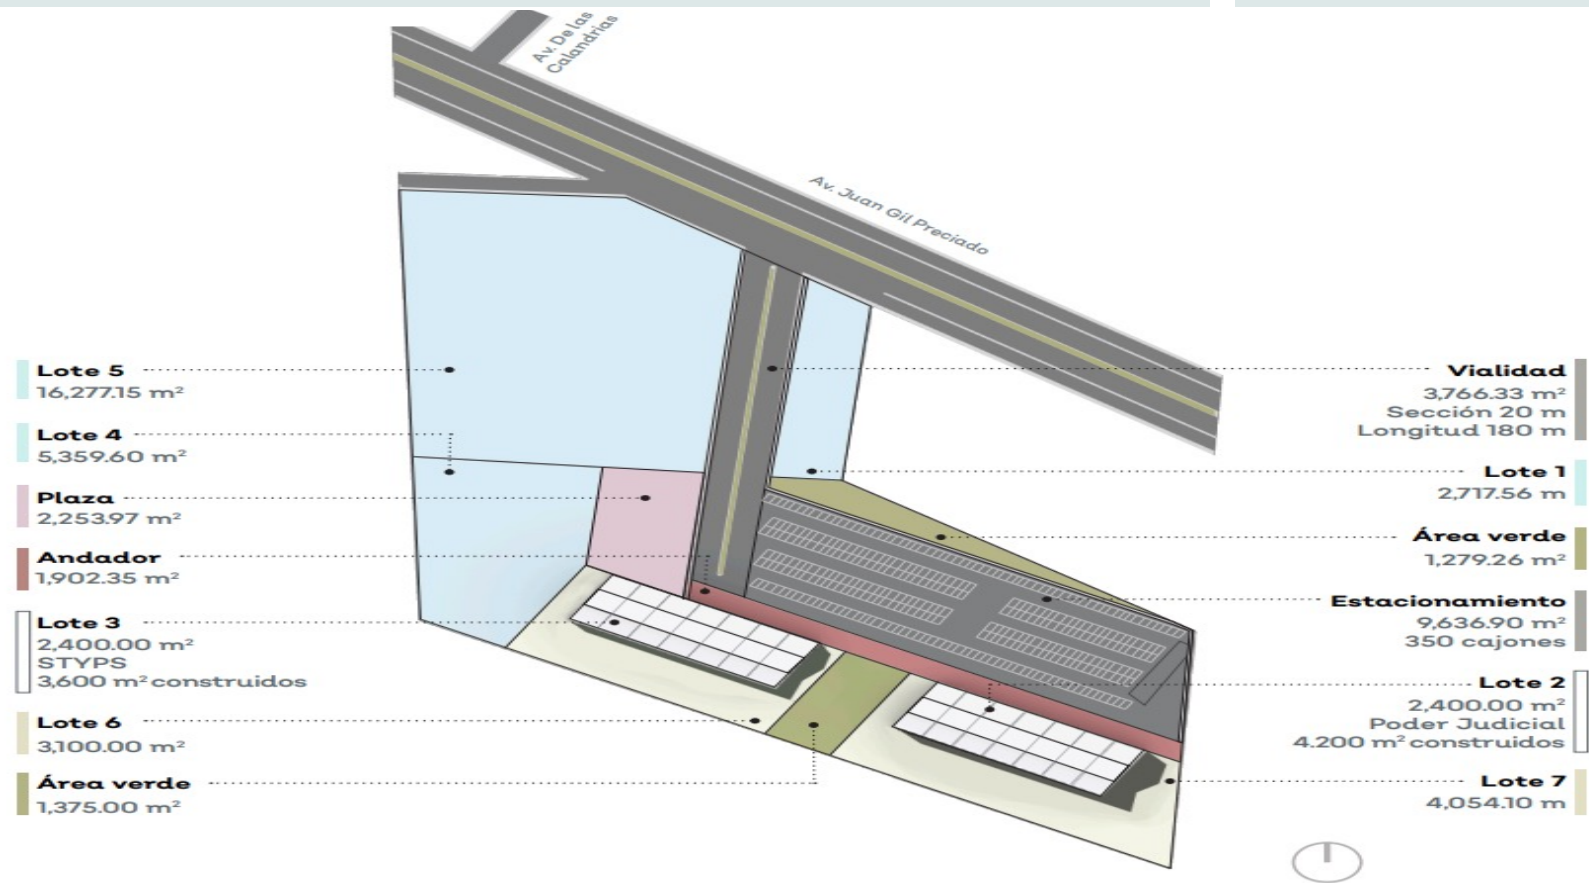 Av. De las
Calandrias
Av. Juan Gil Preciado
Lote 5
16,277.15 m²
Lote 4
5,359.60 m²
Plaza
2,253.97 m²
Andador
1,902.35 m²
Lote 3
2,400.00 m²
STYPS
3,600 m² construidos
Lote 6
3,100.00 m²
Área verde
1,375.00 m²
Vialidad
3,766.33 m²
Sección 20 m
Longitud 180 m
Lote 1
2,717.56 m
Área verde
1,279.26 m²
Estacionamiento
9,636.90 m²
350 cajones
Lote 2
2,400.00 m²
Poder Judicial
4.200 m² construidos
Lote 7
4,054.10 m